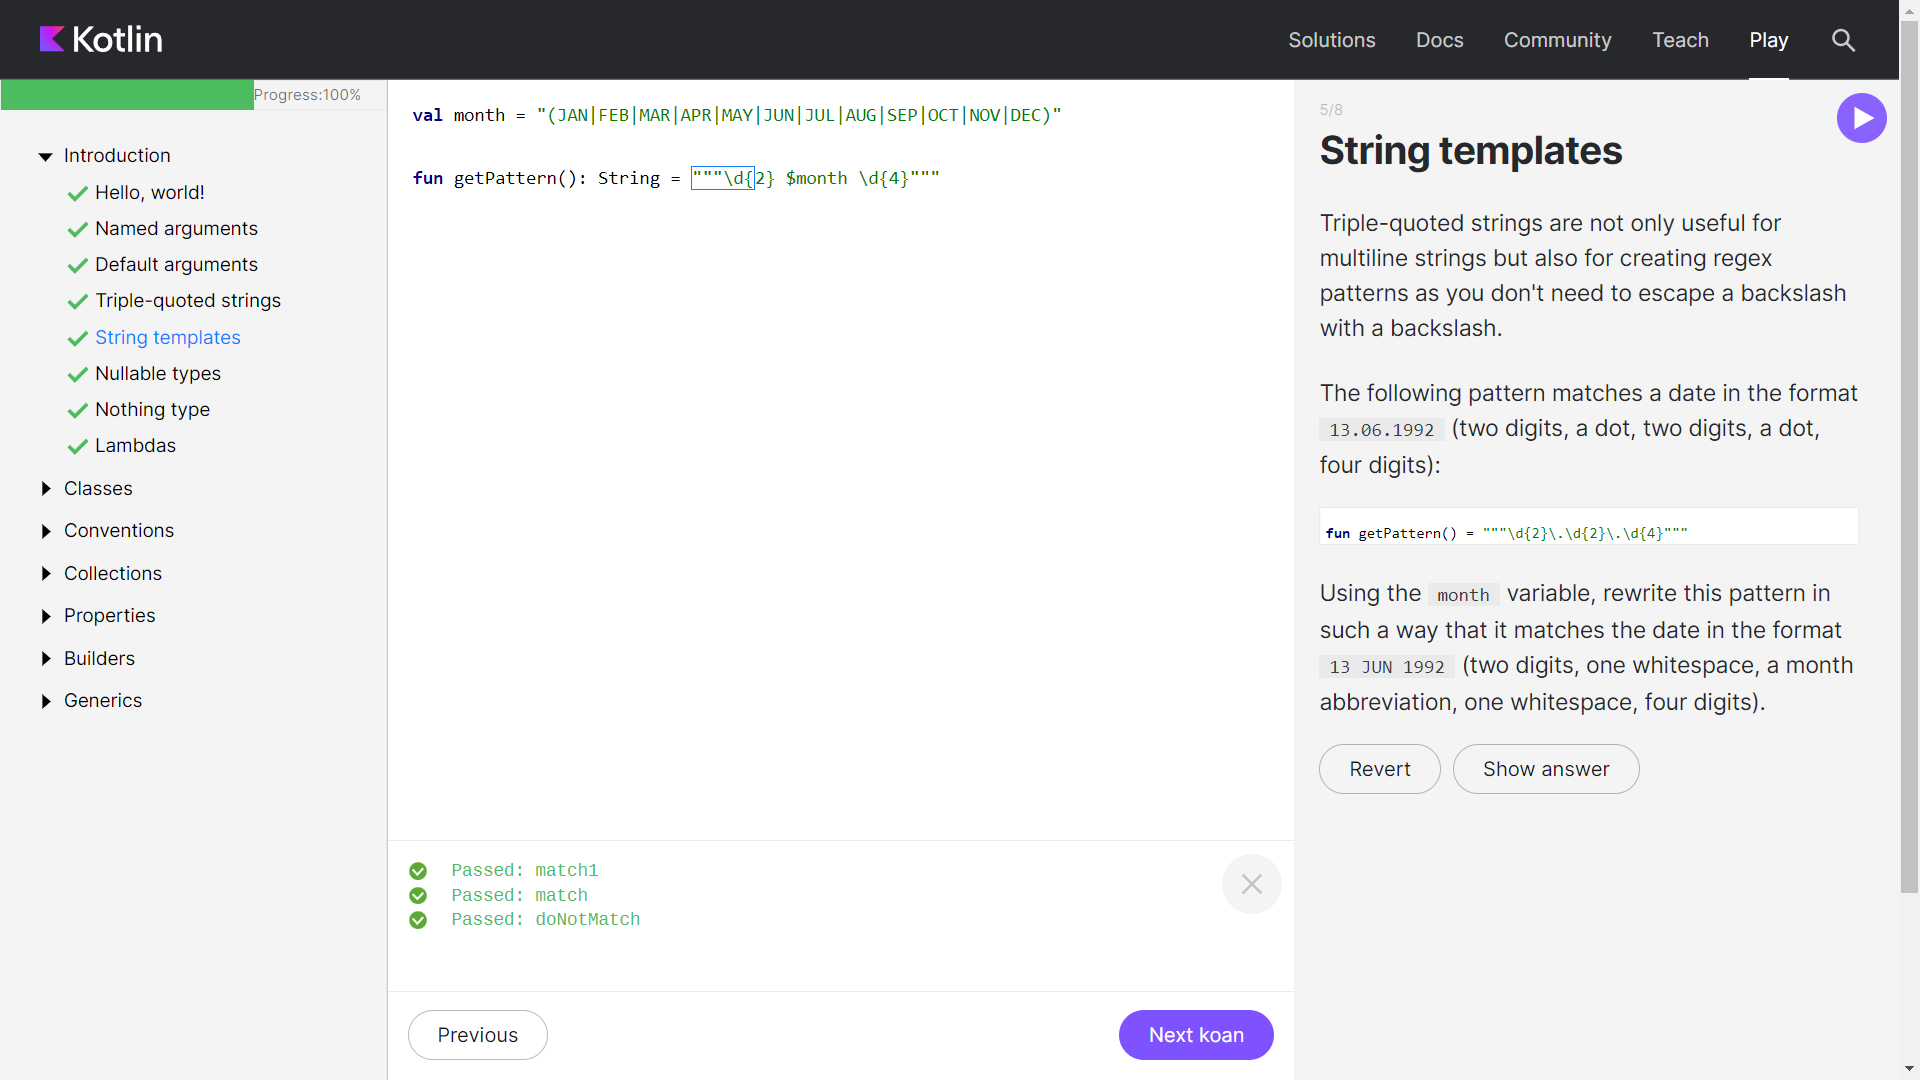 Kotlin
Solutions Docs Community Teach Play
Progress:100%
Introduction
Hello, world!
Named arguments
Default arguments
Triple-quoted strings
String templates
Nullable types
Nothing type
Lambdas
Classes
Conventions
Collections
Properties
Builders
Generics
val month = "(JAN|FEB|MAR|APR|MAY|JUN|JUL|AUG|SEP|OCT|NOV|DEC)"
fun getPattern(): String = """\d{2} $month \d{4}"""
Passed: match1
Passed: match
Passed: doNotMatch
Previous
Next koan
5/8
String templates
Triple-quoted strings are not only useful for
multiline strings but also for creating regex
patterns as you don't need to escape a backslash
with a backslash.
The following pattern matches a date in the format
13.06.1992 (two digits, a dot, two digits, a dot,
four digits):
fun getPattern() = """\d{2}\.\d{2}\.\d{4}"""
Using the month variable, rewrite this pattern in
such a way that it matches the date in the format
13 JUN 1992 (two digits, one whitespace, a month
abbreviation, one whitespace, four digits).
Revert
Show answer